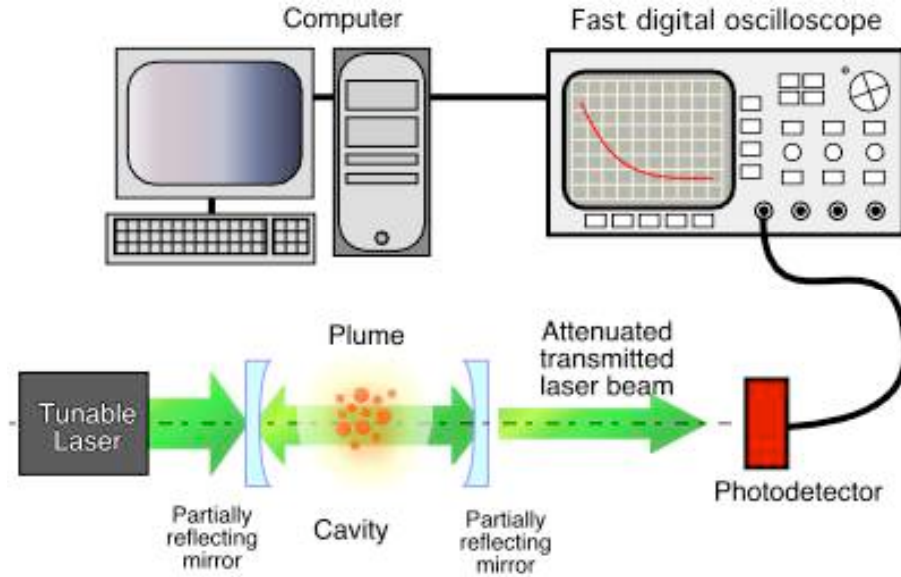 Computer
Fast digital oscilloscope
Plume
Attenuated
transmitted
laser beam
Tunable
Laser
Photodetector
Partially
reflecting
mirror
Cavity
Partially
reflecting
mirror